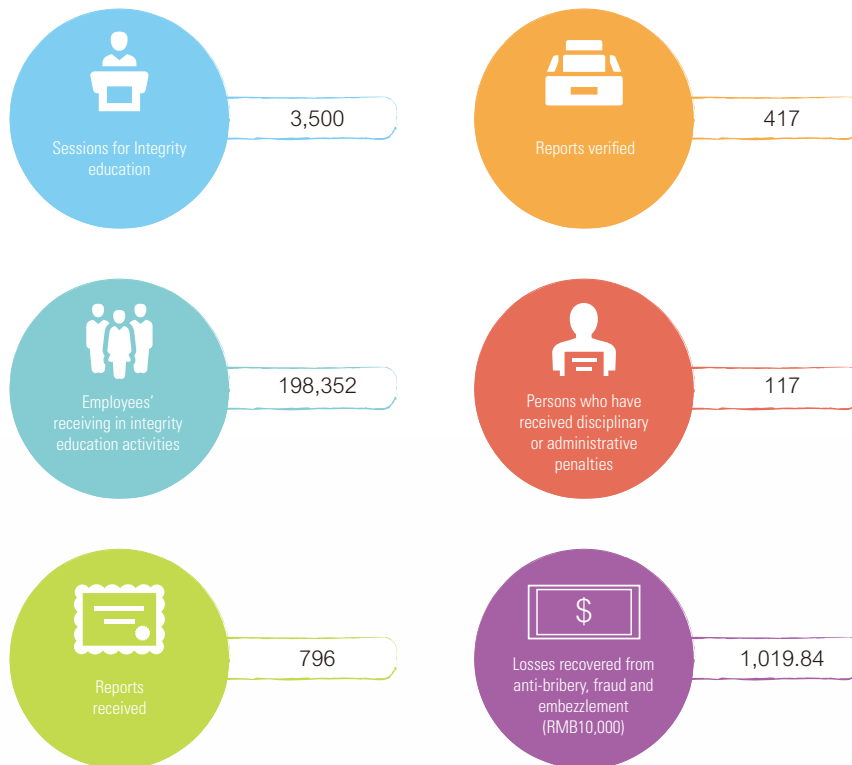 Sessions for Integrity
education
3,500
Reports verified
417
Employees'
receiving in integrity
education activities
198,352
Persons who have
received disciplinary
or administrative
penalties
117
Reports
received
796
$
Losses recovered from
anti-bribery, fraud and
embezzlement
(RMB10,000)
1,019.84